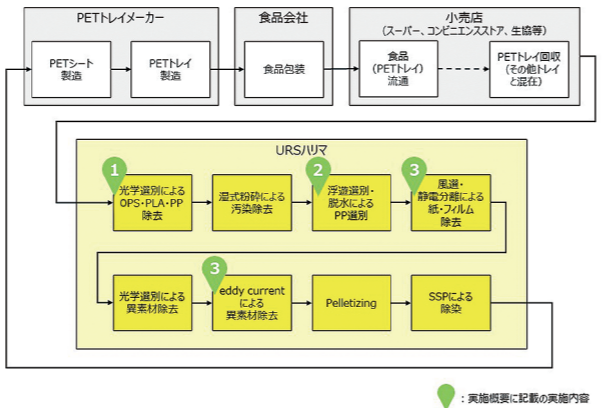 PETトレイメーカー
食品会社
小売店
(スーパー、コンビニエンスストア、生協等)
PETシート
製造
PETトレイ
製造
食品包装
食品
(PETトレイ)
流通
PETトレイ回収
(その他トレイ
と混在)
URSハリマ
1
光学選別による
OPS・PLA・PP
除去
湿式粉砕による
汚染除去
2
浮遊選別・
脱水による
PP選別
3
風選・
静電分離による
紙・フィルム
除去
光学選別による
異素材除去
3
eddy current
による
異素材除去
Pelletizing
SSPによる
除染
：実施概要に記載の実施内容